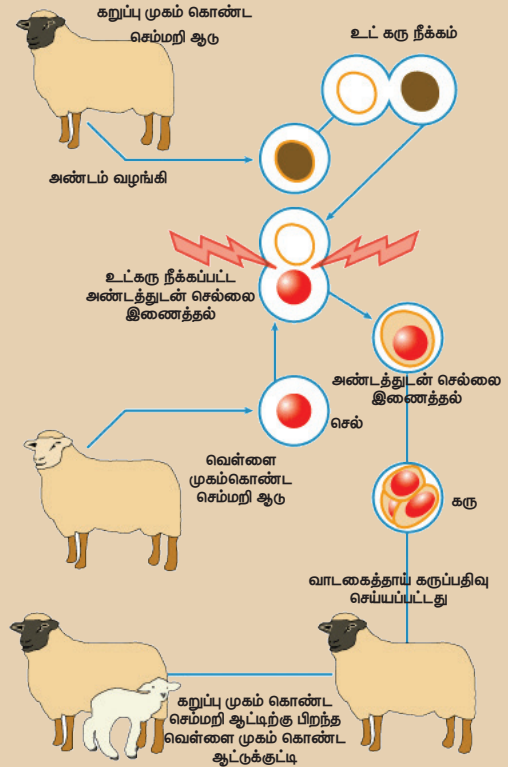 கறுப்பு முகம் கொண்ட
செம்மறி ஆடு
உட் கரு நீக்கம்
அண்டம் வழங்கி
உட்கரு நீக்கப்பட்ட
அண்டத்துடன் செல்லை
இணைத்தல்
அண்டத்துடன் செல்லை
இணைத்தல்
செல்
வெள்ளை
முகம்கொண்ட
செம்மறி ஆடு
கரு
வாடகைத்தாய் கருப்பதிவு
செய்யப்பட்டது
கறுப்பு முகம் கொண்ட
செம்மறி ஆட்டிற்கு பிறந்த
வெள்ளை முகம் கொண்ட
ஆட்டுக்குட்டி